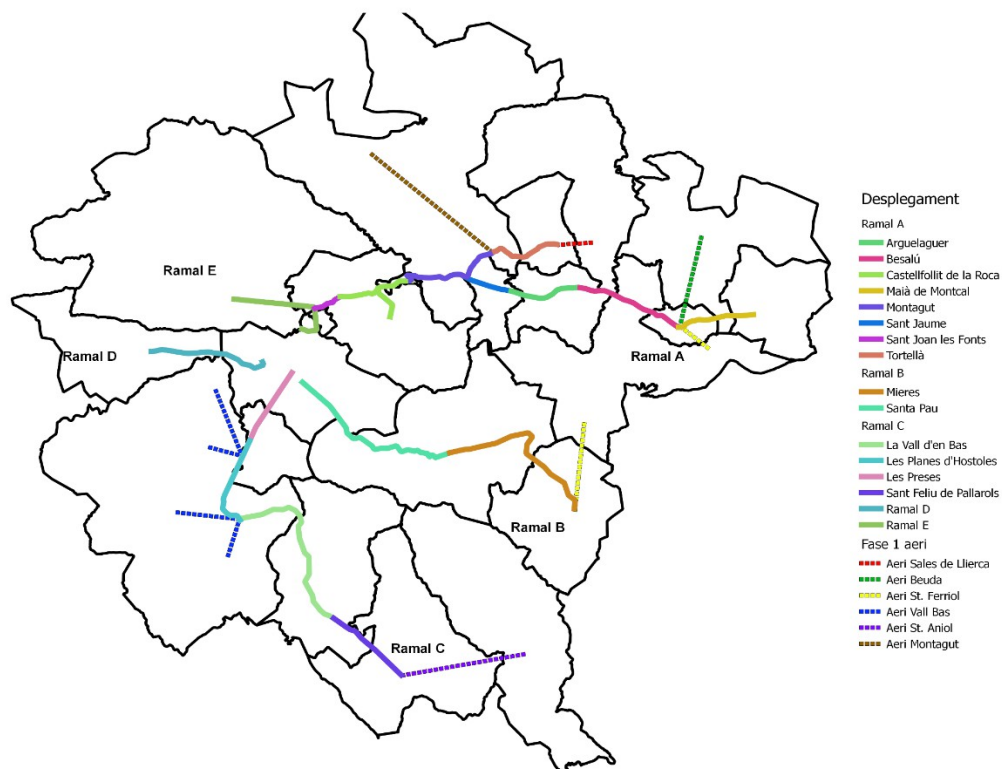 Ramal E
Ramal D
Ramal A
Ramal B
Ramal C
Desplegament
Ramal A
Arguelaguer
Besalú
Castellfollit de la Roca
Maià de Montcal
Montagut
Sant Jaume
Sant Joan les Fonts
Tortellà
Ramal B
Mieres
Santa Pau
Ramal C
La Vall d'en Bas
Les Planes d'Hostoles
Les Preses
Sant Feliu de Pallarols
Ramal D
Ramal E
Fase 1 aeri
Aeri Sales de Llierca
Aeri Beuda
Aeri St. Ferriol
Aeri Vall Bas
Aeri St. Aniol
Aeri Montagut